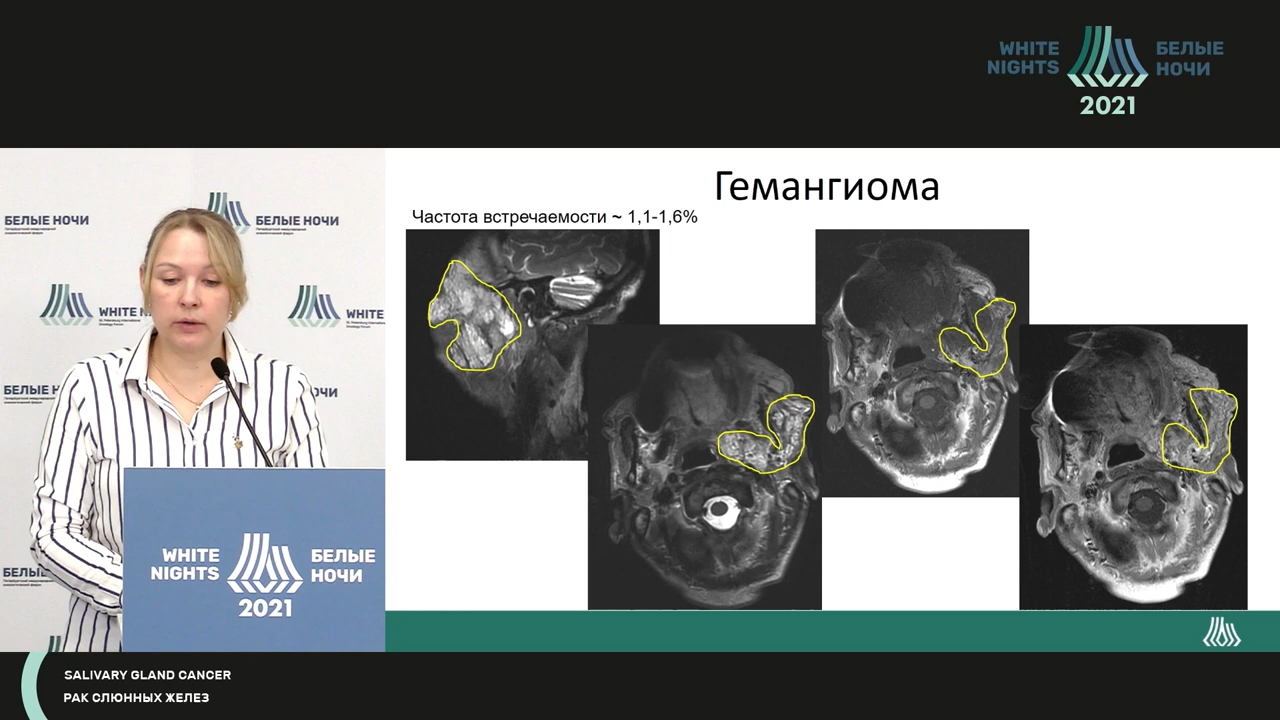 WHITE
NIGHTS
БЕЛЫЕ
НОЧИ
2021
БЕЛЫЕ НОЧИ
БЕЛЫЕ НОЧИ
WHITE N
WHITE
Гемангиома
Частота встречаемости ~ 1,1-1,6%
WHITE
NIGHTS
БЕЛЫЕ
НОЧИ
2021
SALIVARY GLAND CANCER
РАК СЛЮННЫХ ЖЕЛЕЗ